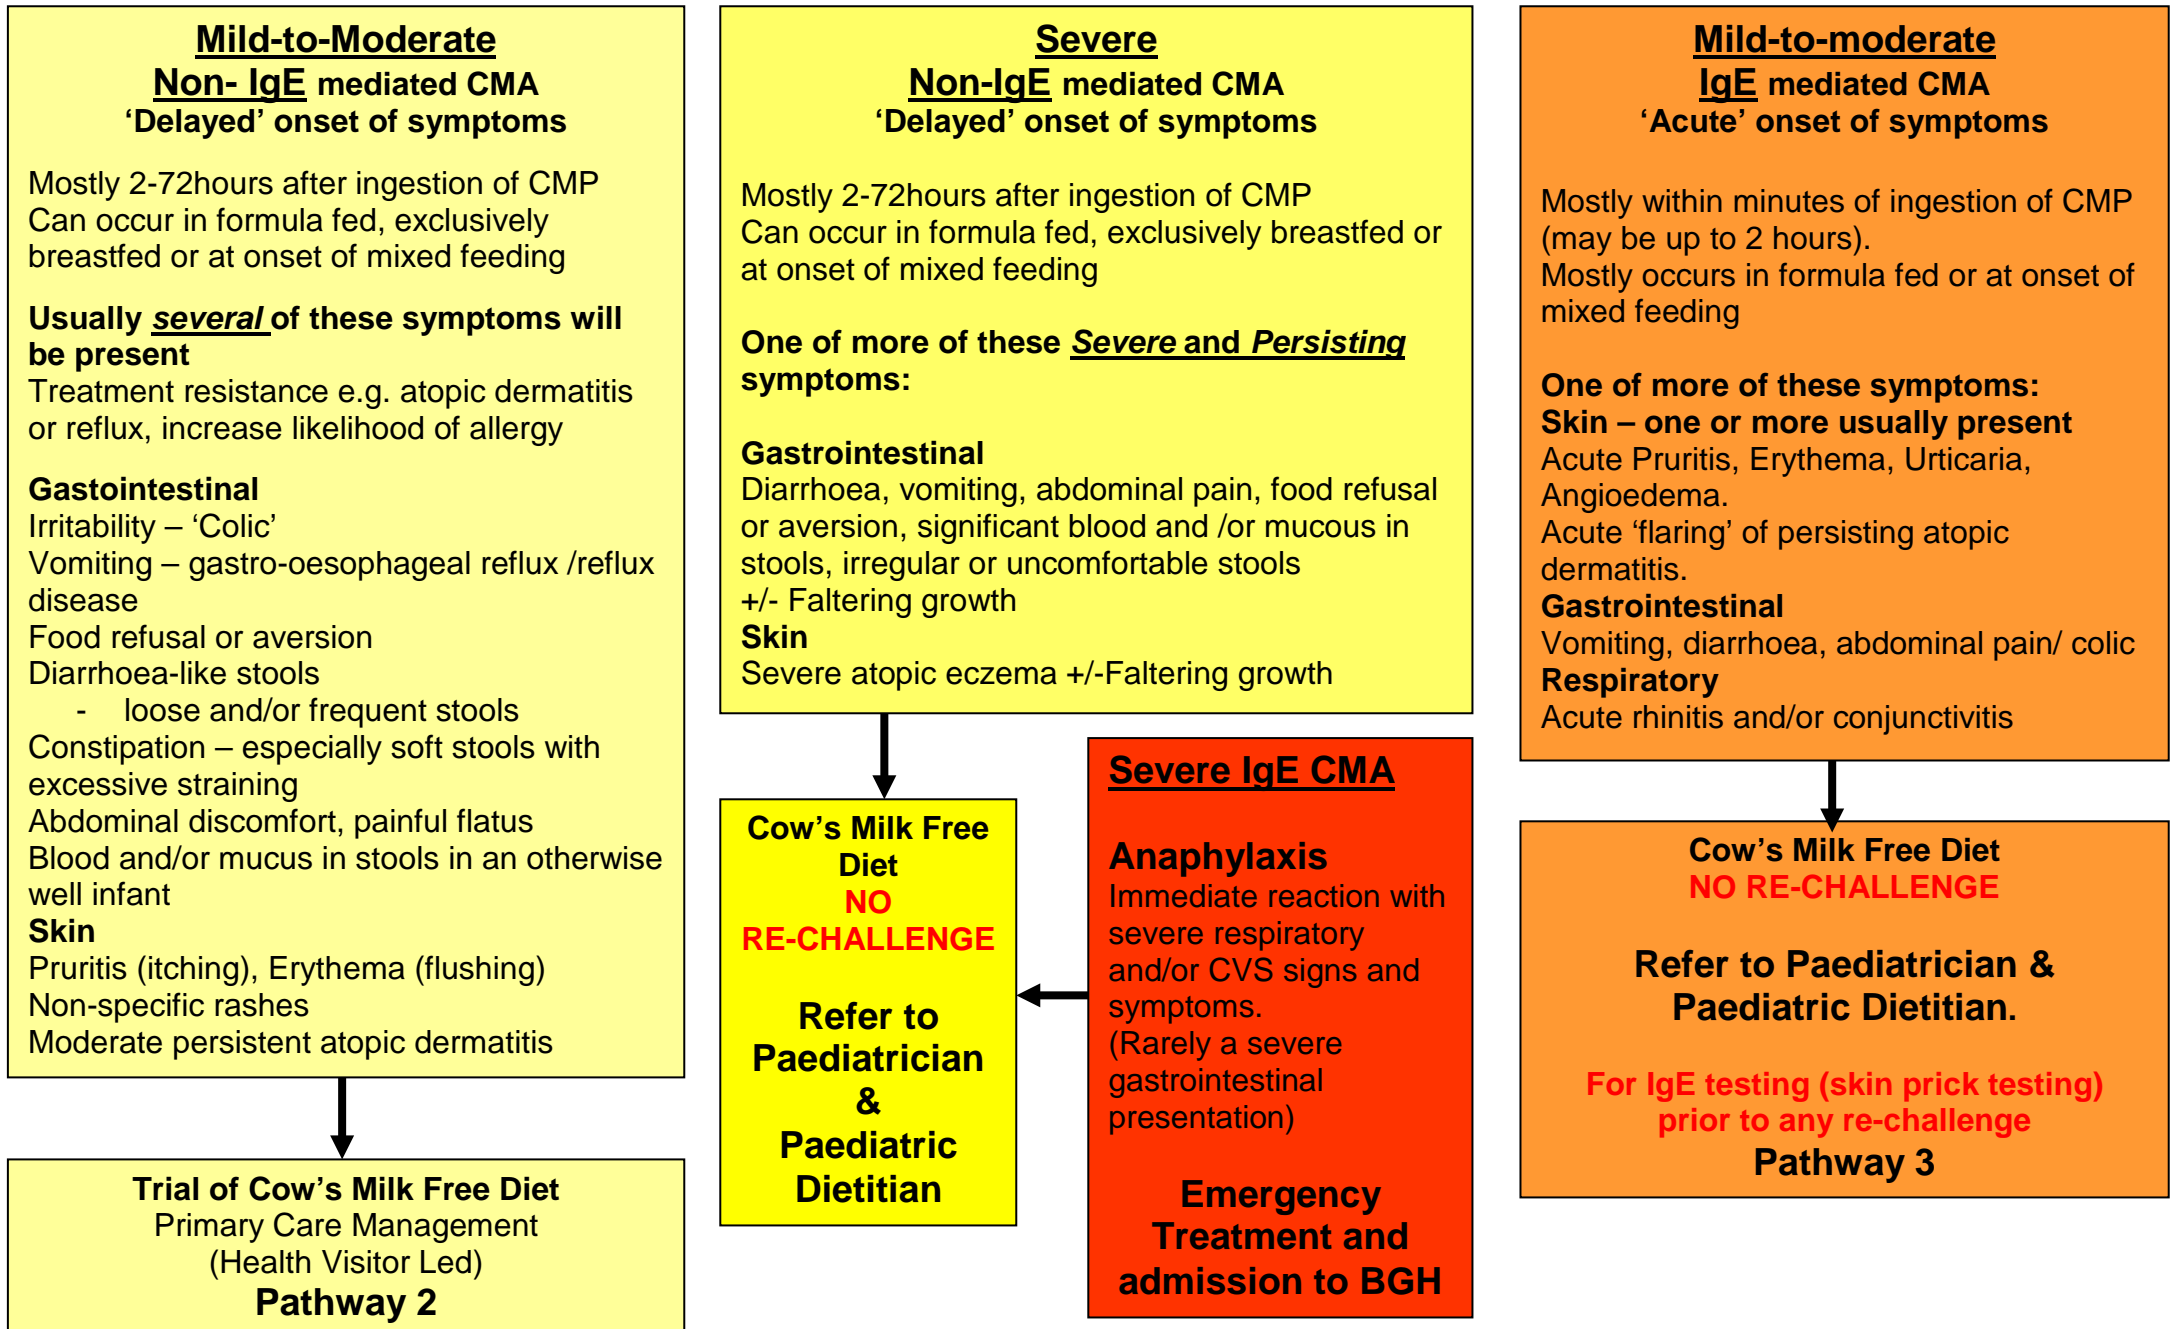 Mild-to-Moderate
Non- IgE mediated CMA
‘Delayed’ onset of symptoms
Mostly 2-72hours after ingestion of CMP
Can occur in formula fed, exclusively
breastfed or at onset of mixed feeding
Usually several of these symptoms will
be present
Treatment resistance e.g. atopic dermatitis
or reflux, increase likelihood of allergy
Gastointestinal
Irritability – ‘Colic’
Vomiting – gastro-oesophageal reflux /reflux
disease
Food refusal or aversion
Diarrhoea-like stools
- loose and/or frequent stools
Constipation – especially soft stools with
excessive straining
Abdominal discomfort, painful flatus
Blood and/or mucus in stools in an otherwise
well infant
Skin
Pruritis (itching), Erythema (flushing)
Non-specific rashes
Moderate persistent atopic dermatitis
Trial of Cow’s Milk Free Diet
Primary Care Management
(Health Visitor Led)
Pathway 2
Severe
Non-IgE mediated CMA
‘Delayed’ onset of symptoms
Mostly 2-72hours after ingestion of CMP
Can occur in formula fed, exclusively breastfed or
at onset of mixed feeding
One of more of these Severe and Persisting
symptoms:
Gastrointestinal
Diarrhoea, vomiting, abdominal pain, food refusal
or aversion, significant blood and /or mucous in
stools, irregular or uncomfortable stools
+/- Faltering growth
Skin
Severe atopic eczema +/-Faltering growth
Cow’s Milk Free
Diet
NO
RE-CHALLENGE
Refer to
Paediatrician
&
Paediatric
Dietitian
Severe IgE CMA
Anaphylaxis
Immediate reaction with
severe respiratory
and/or CVS signs and
symptoms.
(Rarely a severe
gastrointestinal
presentation)
Emergency
Treatment and
admission to BGH
Mild-to-moderate
IgE mediated CMA
‘Acute’ onset of symptoms
Mostly within minutes of ingestion of CMP
(may be up to 2 hours).
Mostly occurs in formula fed or at onset of
mixed feeding
One of more of these symptoms:
Skin – one or more usually present
Acute Pruritis, Erythema, Urticaria,
Angioedema.
Acute ‘flaring’ of persisting atopic
dermatitis.
Gastrointestinal
Vomiting, diarrhoea, abdominal pain/ colic
Respiratory
Acute rhinitis and/or conjunctivitis
Cow’s Milk Free Diet
NO RE-CHALLENGE
Refer to Paediatrician &
Paediatric Dietitian.
For IgE testing (skin prick testing)
prior to any re-challenge
Pathway 3